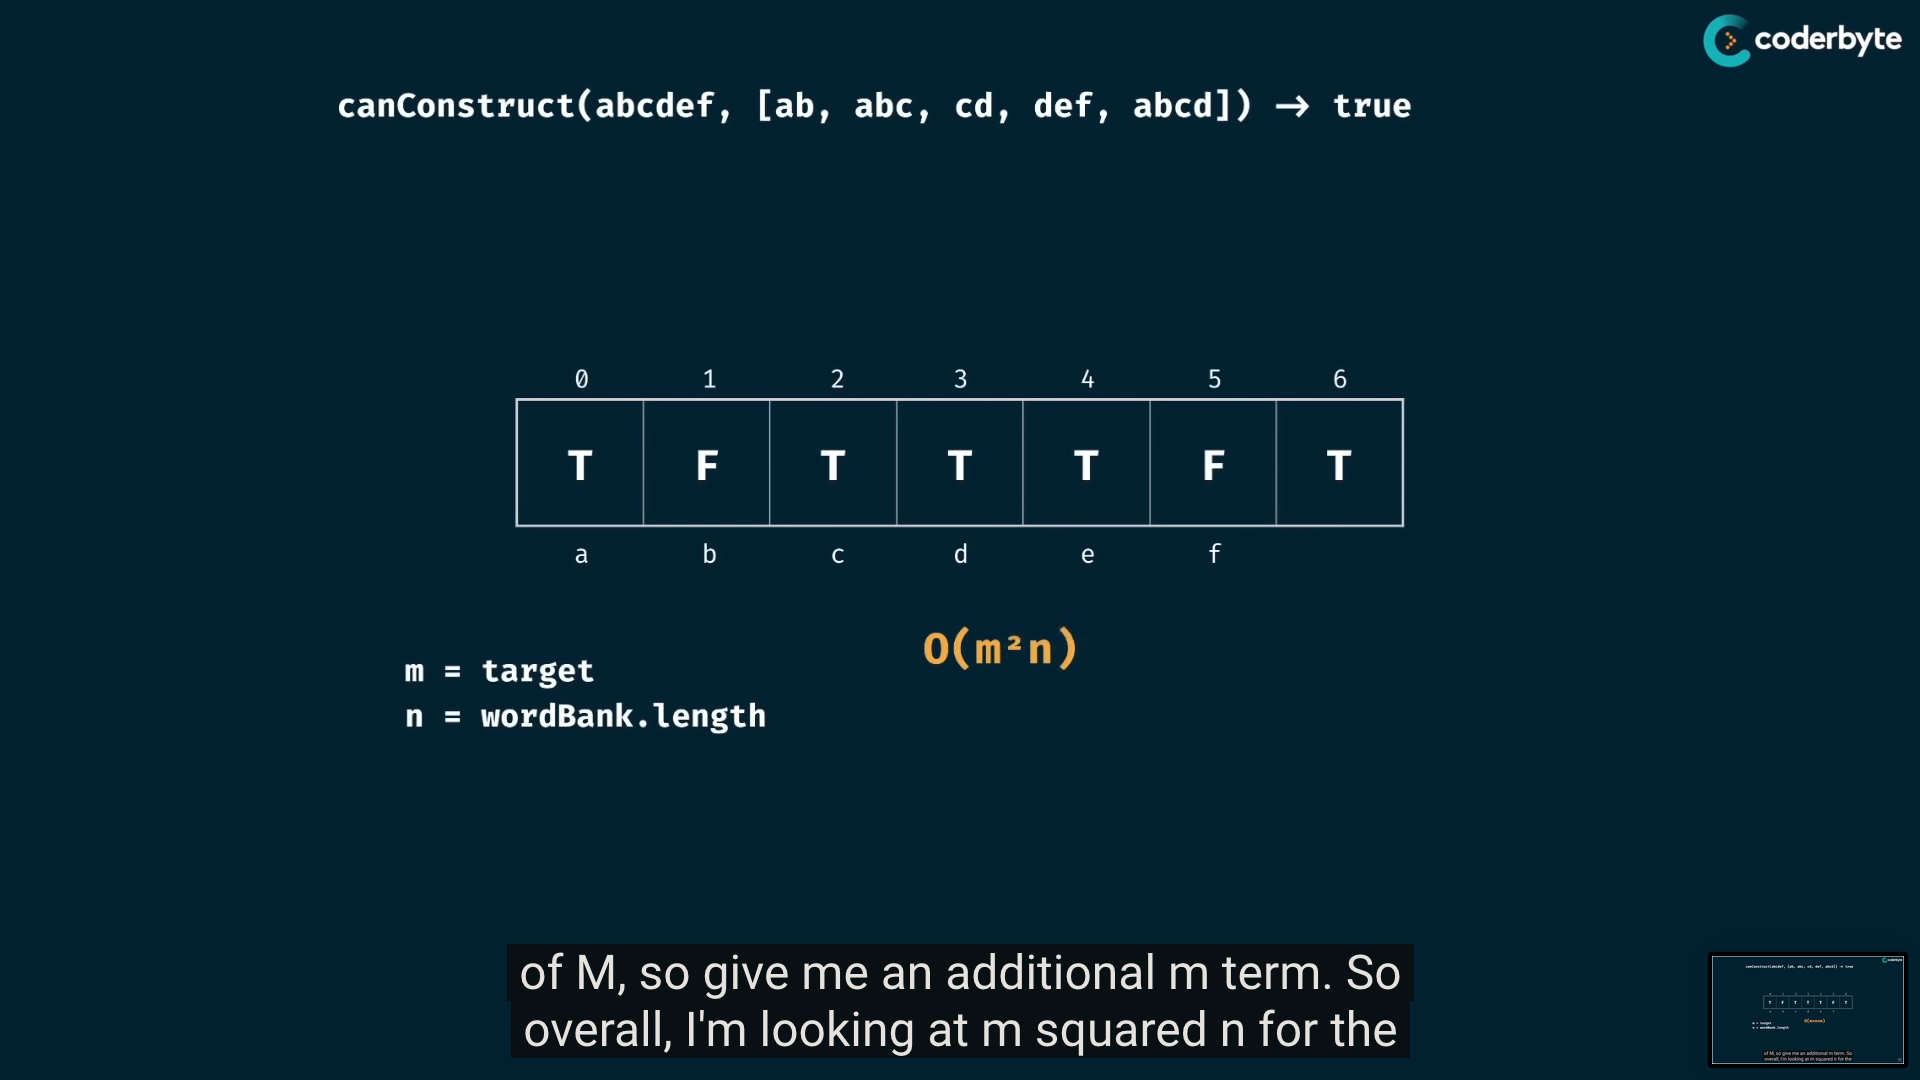 coderbyte
canConstruct(abcdef, [ab, abc, cd, def, abcd]) → true
0 1 2 3 4 5 6
T F T T T F T
a b c d e f
O(m²n)
m = target
n = wordBank.length
of M, so give me an additional m term. So
overall, I'm looking at m squared n for the